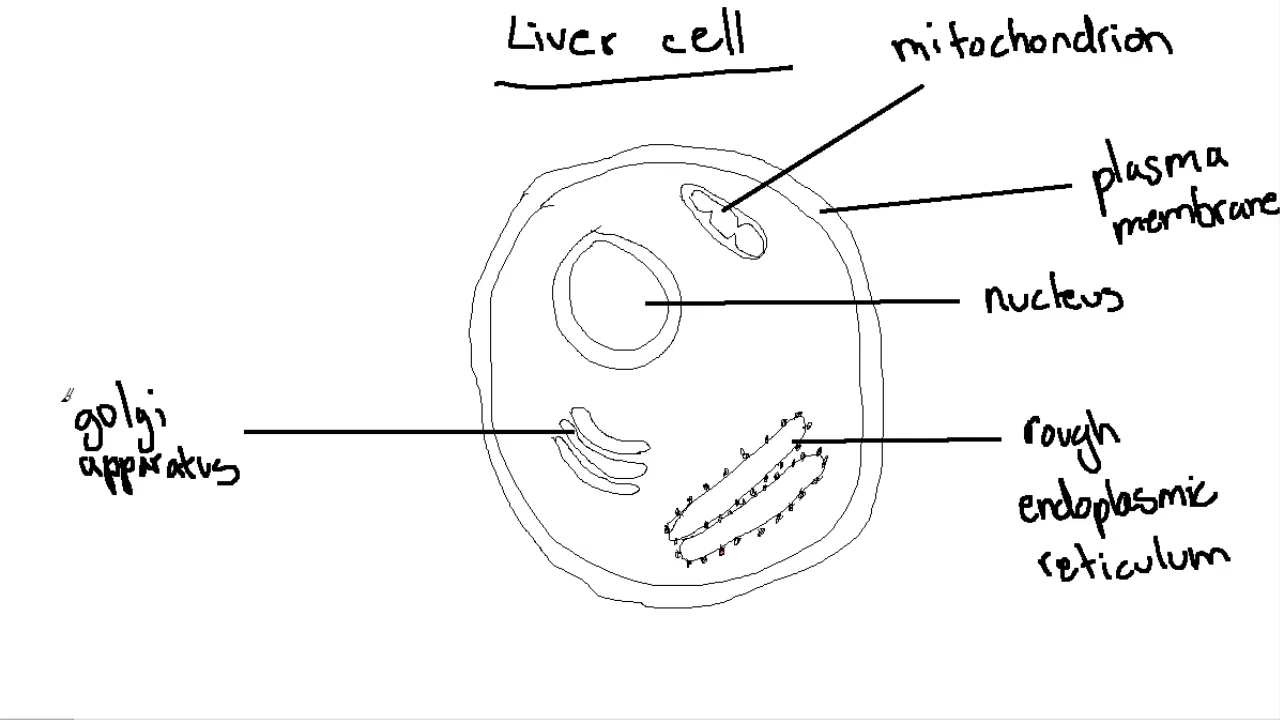 Liver cell
mitochondrion
plasma
membrane
nucleus
golgi
apparatus
rough
endoplasmic
reticulum